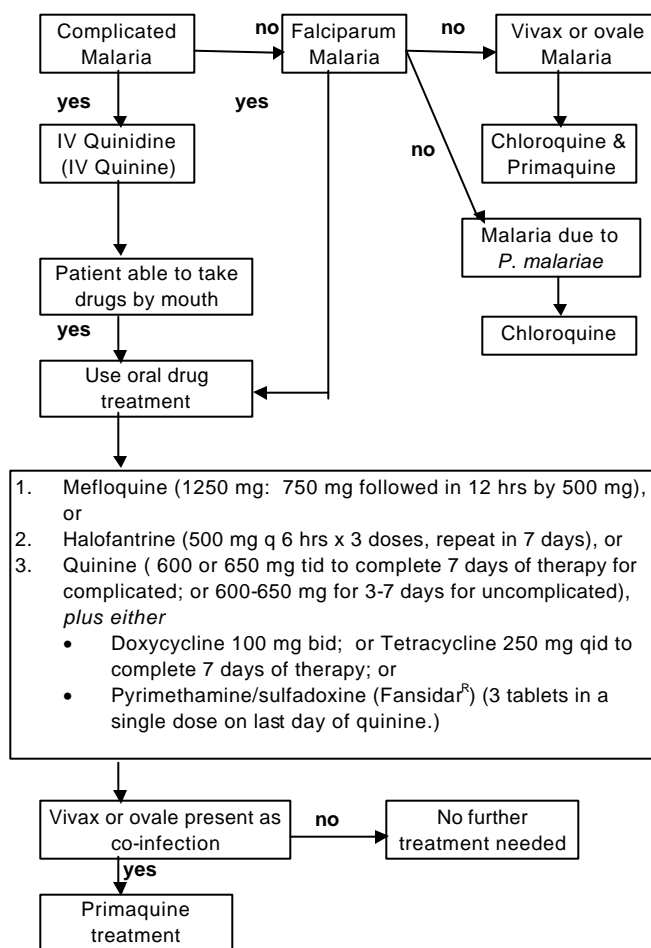 Complicated
Malaria
no
Falciparum
Malaria
no
Vivax or ovale
Malaria
yes
yes
no
IV Quinidine
(IV Quinine)
Chloroquine &
Primaquine
Malaria due to
P. malariae
Patient able to take
drugs by mouth
yes
Chloroquine
Use oral drug
treatment
1. Mefloquine (1250 mg: 750 mg followed in 12 hrs by 500 mg),
or
2. Halofantrine (500 mg q 6 hrs x 3 doses, repeat in 7 days), or
3. Quinine ( 600 or 650 mg tid to complete 7 days of therapy for
complicated; or 600-650 mg for 3-7 days for uncomplicated),
plus either
• Doxycycline 100 mg bid; or Tetracycline 250 mg qid to
complete 7 days of therapy; or
• Pyrimethamine/sulfadoxine (Fansidar^R) (3 tablets in a
single dose on last day of quinine.)
Vivax or ovale present as
co-infection
no
No further
treatment needed
yes
Primaquine
treatment